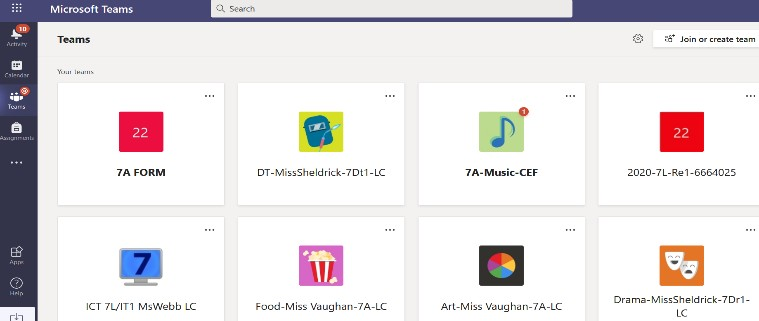 Microsoft Teams
Search
10
Activity
Teams
Join or create team
Calendar
Your teams
Teams
Assignments
22
1
22
7A FORM
DT-MissSheldrick-7Dt1-LC
7A-Music-CEF
2020-7L-Re1-6664025
7
Apps
Help
ICT 7L/IT1 MsWebb LC
Food-Miss Vaughan-7A-LC
Art-Miss Vaughan-7A-LC
Drama-MissSheldrick-7Dr1-
LC